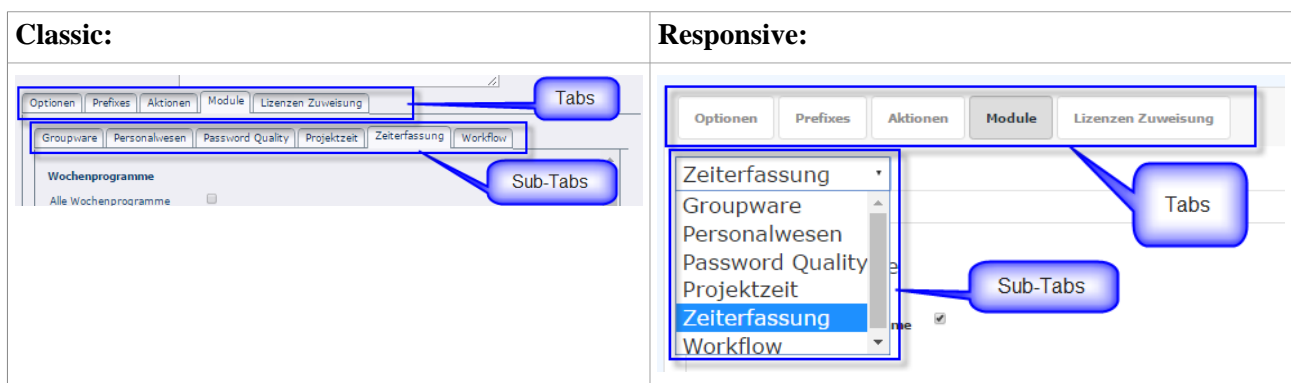 Classic:
Optionen Prefixes Aktionen Module Lizenzen Zuweisung
Tabs
Groupware Personalwesen Password Quality Projektzeit Zeiterfassung Workflow
Wochenprogramme
Sub-Tabs
Alle Wochenprogramme
Responsive:
Optionen Prefixes Aktionen Module Lizenzen Zuweisung
Zeiterfassung
Tabs
Groupware
Personalwesen
Password Quality
Projektzeit
Sub-Tabs
Zeiterfassung
Workflow